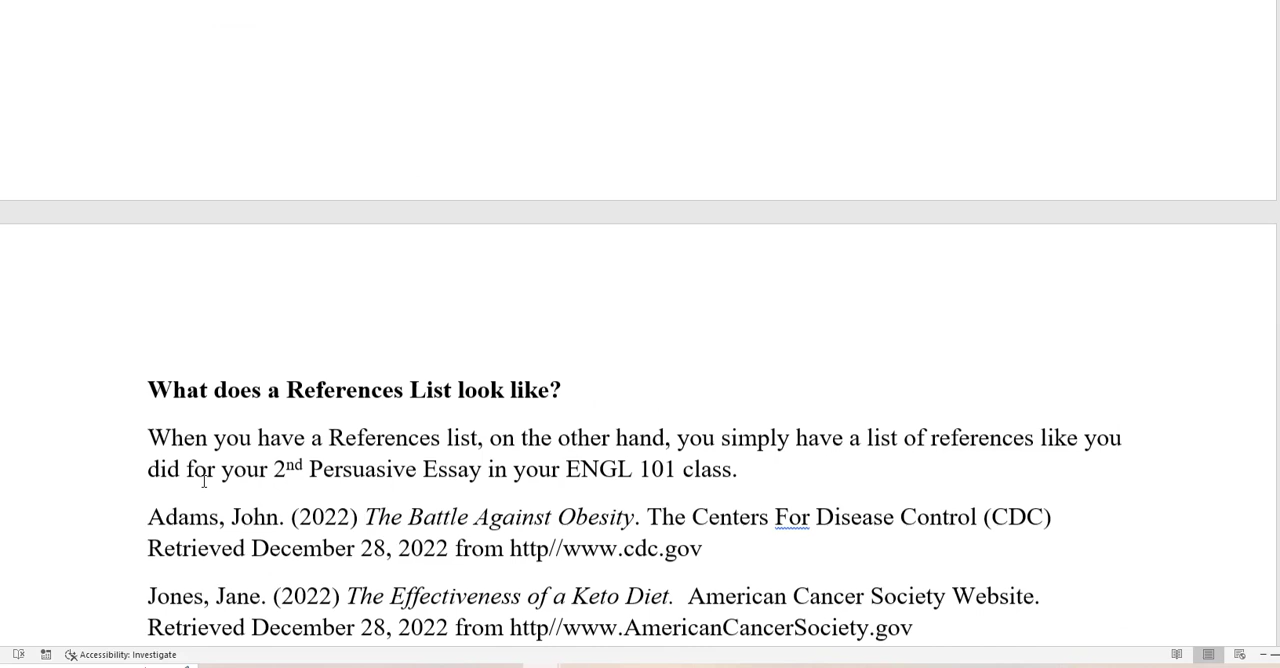 What does a References List look like?
When you have a References list, on the other hand, you simply have a list of references like you
did for your 2nd Persuasive Essay in your ENGL 101 class.
Adams, John. (2022) The Battle Against Obesity. The Centers For Disease Control (CDC)
Retrieved December 28, 2022 from http//www.cdc.gov
Jones, Jane. (2022) The Effectiveness of a Keto Diet.  American Cancer Society Website.
Retrieved December 28, 2022 from http//www.AmericanCancerSociety.gov
Accessibility: Investigate